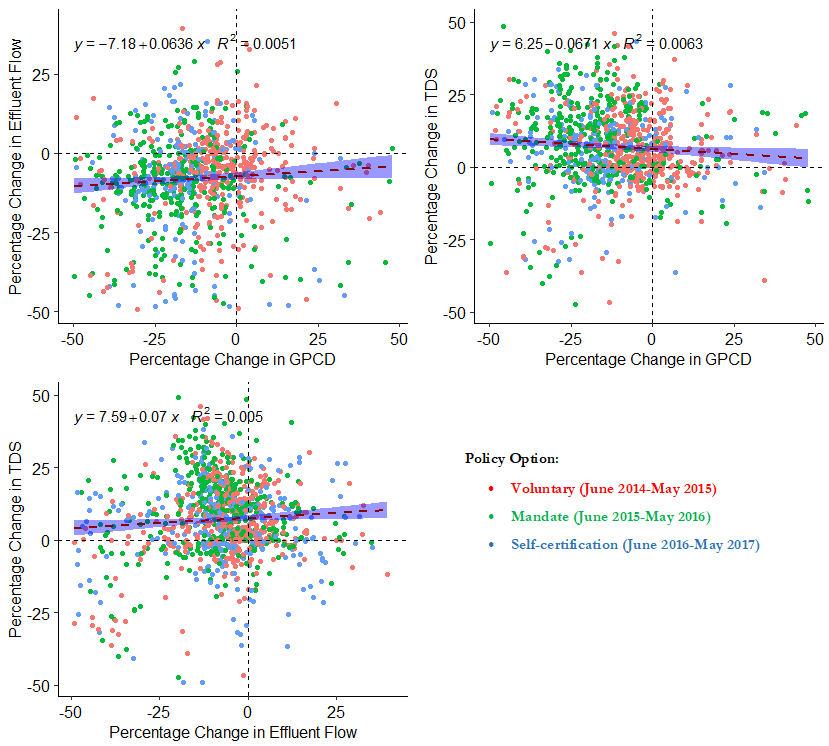 y = −7.18 + 0.0636 x R² = 0.0051
Percentage Change in Effluent Flow
25
0
-25
-50
-50 -25 0 25 50
Percentage Change in GPCD
y = 6.25 − 0.0671 x R² = 0.0063
Percentage Change in TDS
50
25
0
-25
-50
-50 -25 0 25 50
Percentage Change in GPCD
y = 7.59 + 0.07 x R² = 0.005
Percentage Change in TDS
50
25
0
-25
-50
-50 -25 0 25
Percentage Change in Effluent Flow
Policy Option:
• Voluntary (June 2014-May 2015)
• Mandate (June 2015-May 2016)
• Self-certification (June 2016-May 2017)